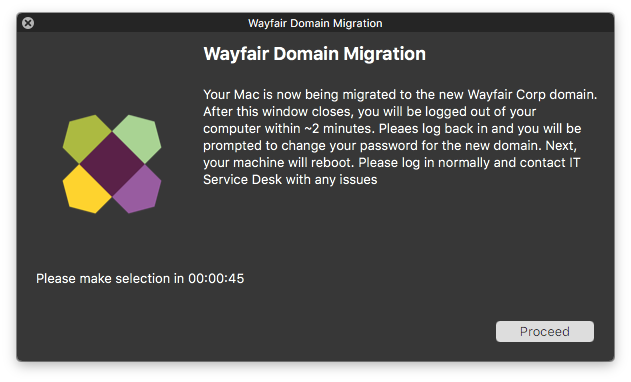 Wayfair Domain Migration
Wayfair Domain Migration
Your Mac is now being migrated to the new Wayfair Corp domain.
After this window closes, you will be logged out of your
computer within ~2 minutes. Pleaes log back in and you will be
prompted to change your password for the new domain. Next,
your machine will reboot. Please log in normally and contact IT
Service Desk with any issues
Please make selection in 00:00:45
Proceed